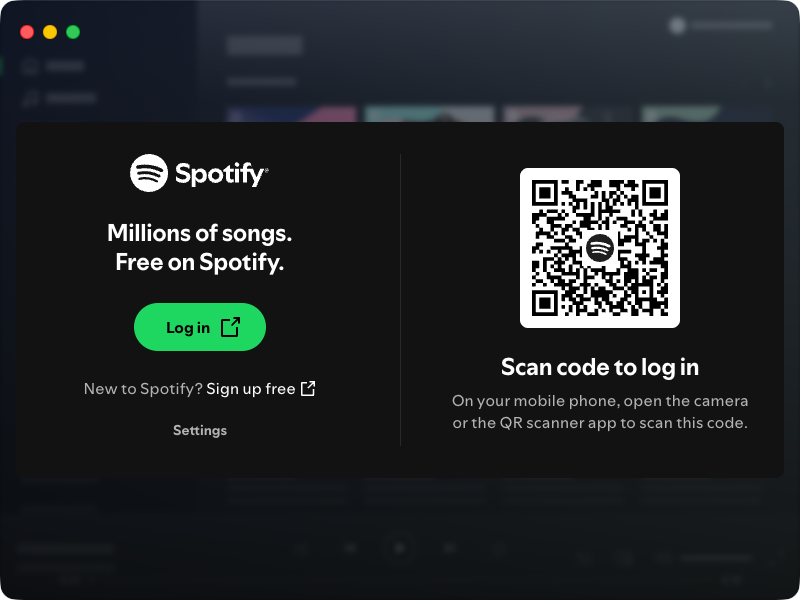 Spotify
Millions of songs.
Free on Spotify.
Log in
New to Spotify? Sign up free
Settings
Scan code to log in
On your mobile phone, open the camera
or the QR scanner app to scan this code.